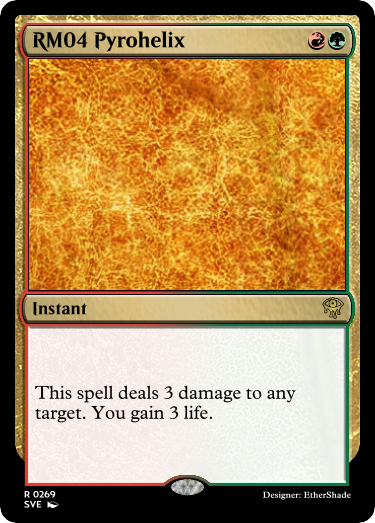 RM04 Pyrohelix
Instant
This spell deals 3 damage to any
target. You gain 3 life.
R 0269
SVE
Designer: EtherShade